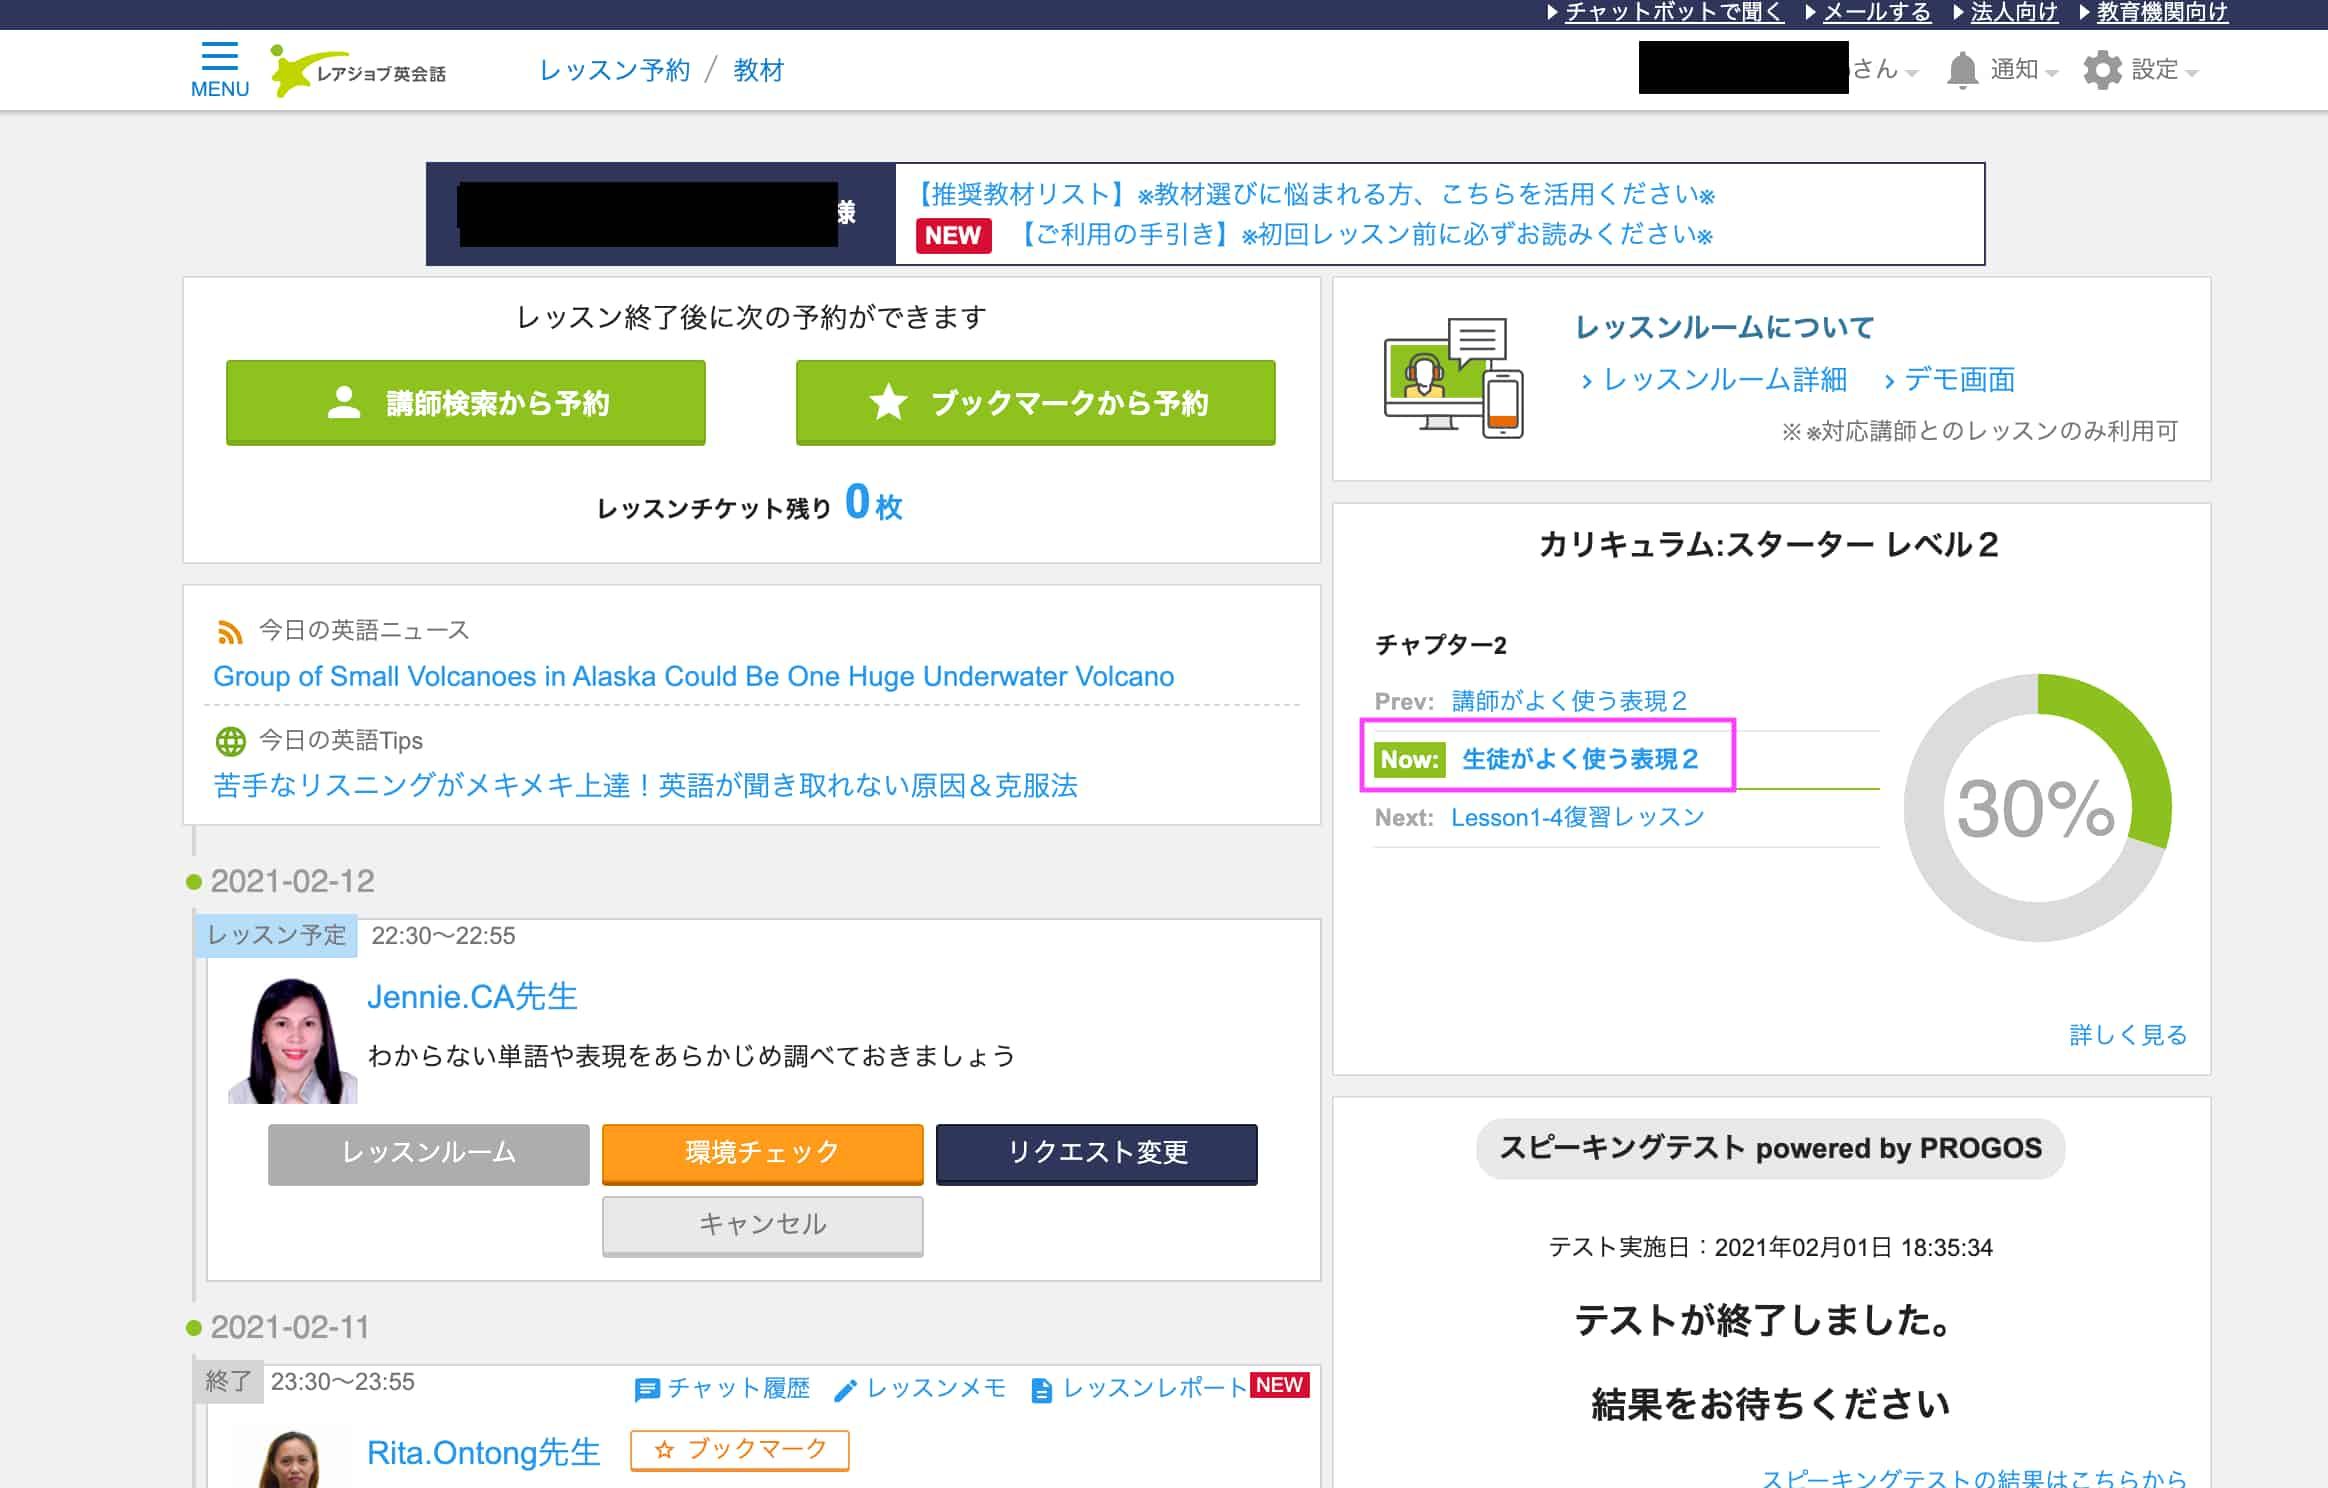 チャットボットで聞く メールする 法人向け 教育機関向け
MENU レアジョブ英会話 レッスン予約 / 教材 さん 通知 設定
様
【推奨教材リスト】※教材選びに悩まれる方、こちらを活用ください※
NEW 【ご利用の手引き】※初回レッスン前に必ずお読みください※
レッスン終了後に次の予約ができます
講師検索から予約 ブックマークから予約
レッスンチケット残り 0枚
レッスンルームについて
› レッスンルーム詳細 › デモ画面
※※対応講師とのレッスンのみ利用可
今日の英語ニュース
Group of Small Volcanoes in Alaska Could Be One Huge Underwater Volcano
今日の英語Tips
苦手なリスニングがメキメキ上達！英語が聞き取れない原因＆克服法
カリキュラム:スターター レベル２
チャプター2
Prev: 講師がよく使う表現２
Now: 生徒がよく使う表現２
Next: Lesson1-4復習レッスン
30%
詳しく見る
2021-02-12
レッスン予定 22:30〜22:55
Jennie.CA先生
わからない単語や表現をあらかじめ調べておきましょう
レッスンルーム 環境チェック リクエスト変更
キャンセル
2021-02-11
終了 23:30〜23:55 チャット履歴 レッスンメモ レッスンレポート NEW
Rita.Ontong先生 ブックマーク
スピーキングテスト powered by PROGOS
テスト実施日：2021年02月01日 18:35:34
テストが終了しました。
結果をお待ちください
スピーキングテストの結果はこちらから